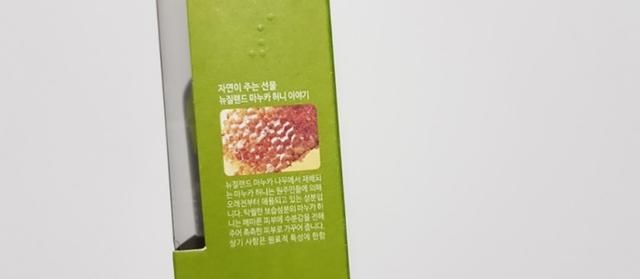 자연이 주는 선물
뉴질랜드 마누카 허니 이야기
뉴질랜드 마누카 나무에서 재배되
는 마누카 허니는 원주민들에 의해
오래전부터 애용되고 있는 성분입
니다. 탁월한 보습성분의 마누카 허
니는 메마른 피부에 수분감을 전해
주어 촉촉한 피부로 가꾸어 줍니다.
상기 사항은 원료적 특성에 한함